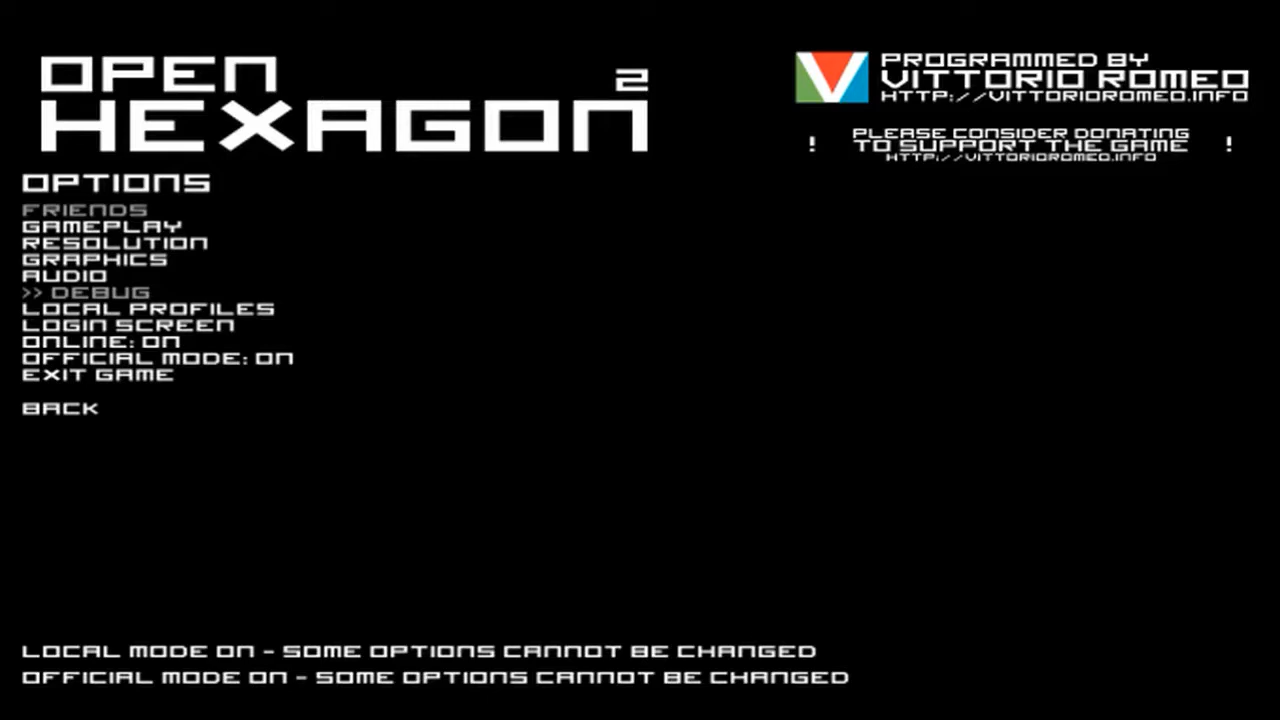 OPEN
HEXAGON 2
PROGRAMMED BY
VITTORIO ROMEO
HTTP://VITTORIOROMEO.INFO
! PLEASE CONSIDER DONATING !
TO SUPPORT THE GAME
HTTP://VITTORIOROMEO.INFO
OPTIONS
FRIENDS
GAMEPLAY
RESOLUTION
GRAPHICS
AUDIO
>> DEBUG
LOCAL PROFILES
LOGIN SCREEN
ONLINE: ON
OFFICIAL MODE: ON
EXIT GAME
BACK
LOCAL MODE ON - SOME OPTIONS CANNOT BE CHANGED
OFFICIAL MODE ON - SOME OPTIONS CANNOT BE CHANGED